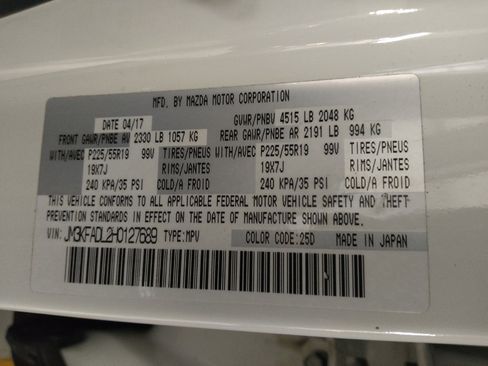 MFD. BY MAZDA MOTOR CORPORATION
DATE 04/17 GVWR/PNBV 4515 LB 2048 KG
FRONT GAWR/PNBE AV 2330 LB 1057 KG REAR GAWR/PNBE AR 2191 LB 994 KG
WITH/AVEC P225/55R19 99V TIRES/PNEUS WITH/AVEC P225/55R19 99V TIRES/PNEUS
19X7J RIMS/JANTES 19X7J RIMS/JANTES
240 KPA/35 PSI COLD/A FROID 240 KPA/35 PSI COLD/A FROID
THIS VEHICLE CONFORMS TO ALL APPLICABLE FEDERAL MOTOR VEHICLE SAFETY AND THEFT
PREVENTION STANDARDS IN EFFECT ON THE DATE OF MANUFACTURE SHOWN ABOVE.
VIN: JM3KFADL2H0127689 TYPE:MPV COLOR CODE:25D MADE IN JAPAN